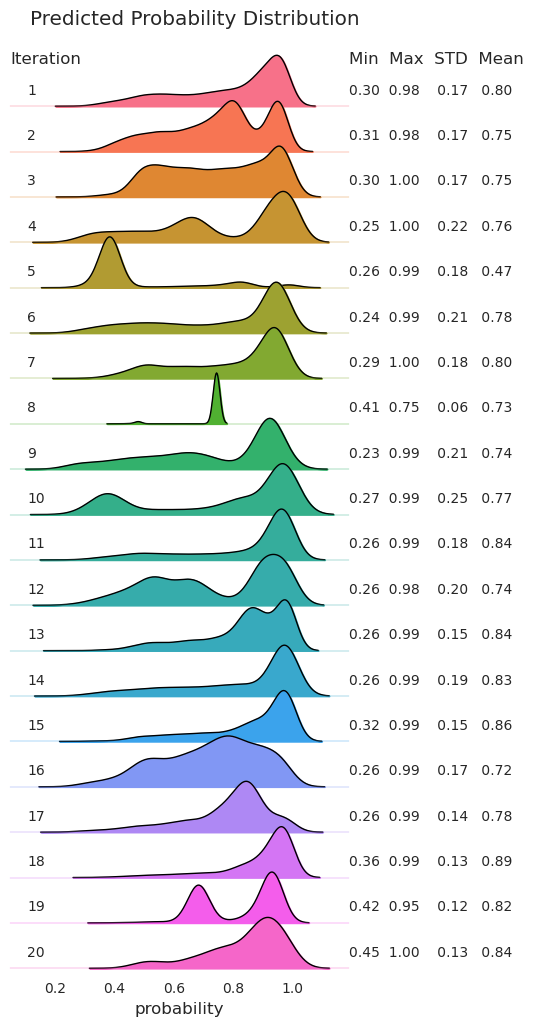 Predicted Probability Distribution
Iteration Min Max STD Mean
1 0.30 0.98 0.17 0.80
2 0.31 0.98 0.17 0.75
3 0.30 1.00 0.17 0.75
4 0.25 1.00 0.22 0.76
5 0.26 0.99 0.18 0.47
6 0.24 0.99 0.21 0.78
7 0.29 1.00 0.18 0.80
8 0.41 0.75 0.06 0.73
9 0.23 0.99 0.21 0.74
10 0.27 0.99 0.25 0.77
11 0.26 0.99 0.18 0.84
12 0.26 0.98 0.20 0.74
13 0.26 0.99 0.15 0.84
14 0.26 0.99 0.19 0.83
15 0.32 0.99 0.15 0.86
16 0.26 0.99 0.17 0.72
17 0.26 0.99 0.14 0.78
18 0.36 0.99 0.13 0.89
19 0.42 0.95 0.12 0.82
20 0.45 1.00 0.13 0.84
0.2 0.4 0.6 0.8 1.0
probability